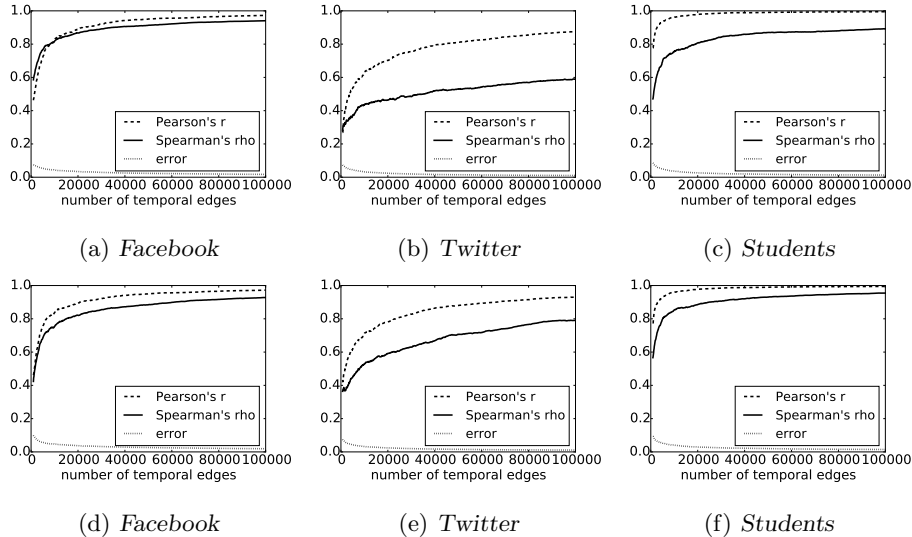 1.0 1.0 1.0
0.8 0.8 0.8
0.6 0.6 0.6
0.4 0.4 0.4
Pearson's r Pearson's r Pearson's r
0.2 Spearman's rho 0.2 Spearman's rho 0.2 Spearman's rho
error error error
0.0 0.0 0.0
0 20000 40000 60000 80000 100000 0 20000 40000 60000 80000 100000 0 20000 40000 60000 80000 100000
number of temporal edges number of temporal edges number of temporal edges
(a) Facebook (b) Twitter (c) Students
1.0 1.0 1.0
0.8 0.8 0.8
0.6 0.6 0.6
0.4 0.4 0.4
Pearson's r Pearson's r Pearson's r
0.2 Spearman's rho 0.2 Spearman's rho 0.2 Spearman's rho
error error error
0.0 0.0 0.0
0 20000 40000 60000 80000 100000 0 20000 40000 60000 80000 100000 0 20000 40000 60000 80000 100000
number of temporal edges number of temporal edges number of temporal edges
(d) Facebook (e) Twitter (f) Students